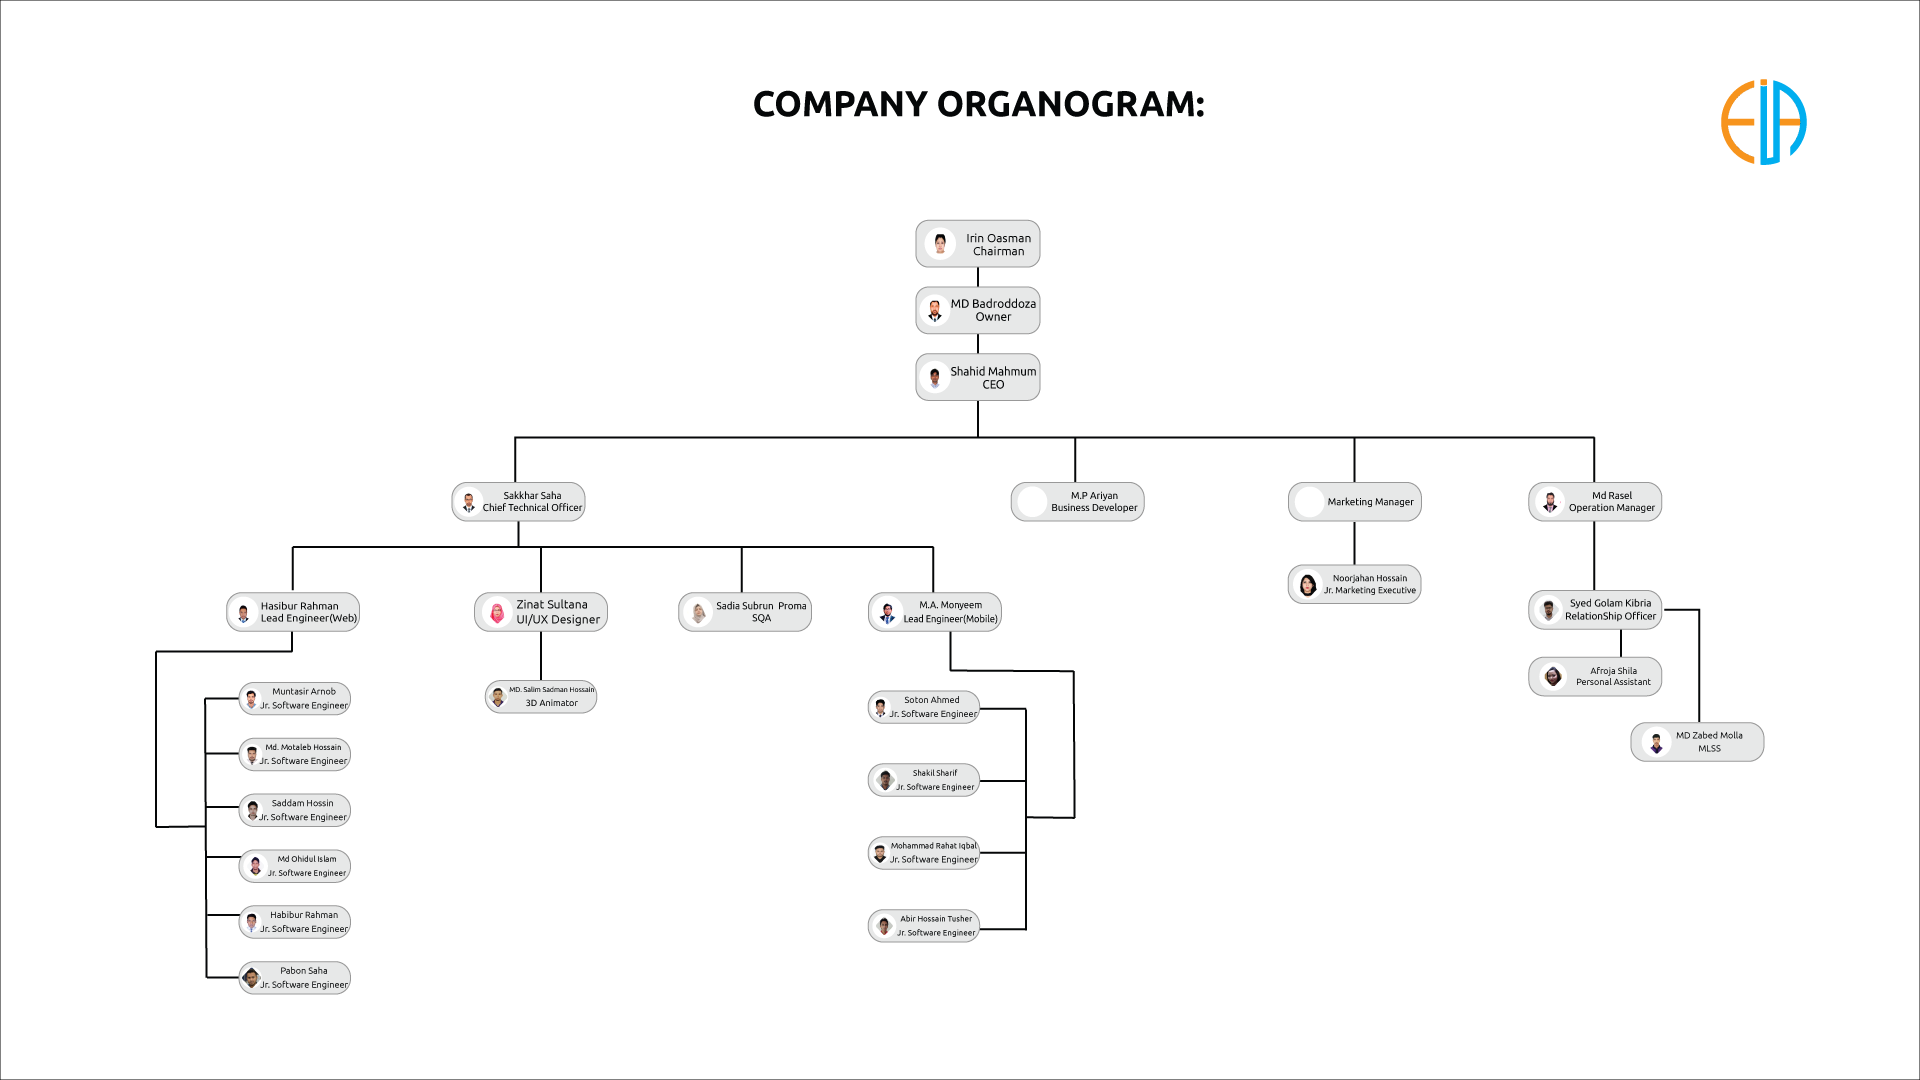 COMPANY ORGANOGRAM:
EiA
Irin Oasman
Chairman
MD Badroddoza
Owner
Shahid Mahmum
CEO
Sakkhar Saha
Chief Technical Officer
M.P Ariyan
Business Developer
Marketing Manager
Md Rasel
Operation Manager
Noorjahan Hossain
Jr. Marketing Executive
Hasibur Rahman
Lead Engineer(Web)
Zinat Sultana
UI/UX Designer
Sadia Subrun Proma
SQA
M.A. Monyeem
Lead Engineer(Mobile)
Syed Golam Kibria
RelationShip Officer
Afroja Shila
Personal Assistant
MD Zabed Molla
MLSS
Muntasir Arnob
Jr. Software Engineer
Md. Motaleb Hossain
Jr. Software Engineer
Saddam Hossin
Jr. Software Engineer
Md Ohidul Islam
Jr. Software Engineer
Habibur Rahman
Jr. Software Engineer
Pabon Saha
Jr. Software Engineer
MD. Salim Sadman Hossain
3D Animator
Soton Ahmed
Jr. Software Engineer
Shakil Sharif
Jr. Software Engineer
Mohammad Rahat Iqbal
Jr. Software Engineer
Abir Hossain Tusher
Jr. Software Engineer